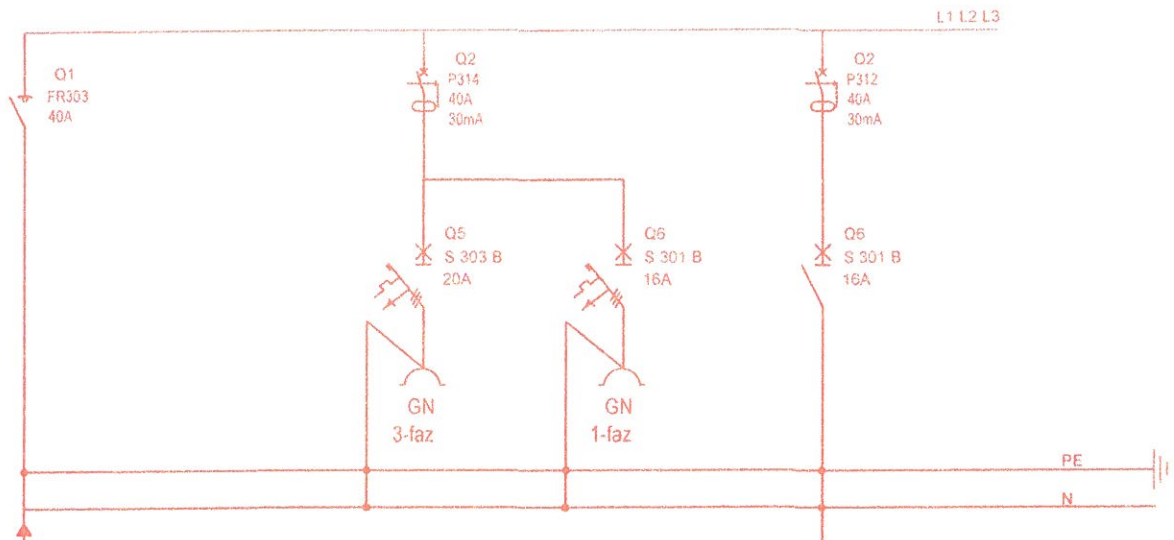 L1 L2 L3
Q1
FR303
40A
Q2
P314
40A
30mA
Q2
P312
40A
30mA
Q5
S 303 B
20A
Q6
S 301 B
16A
Q6
S 301 B
16A
GN
3-faz
GN
1-faz
PE
N